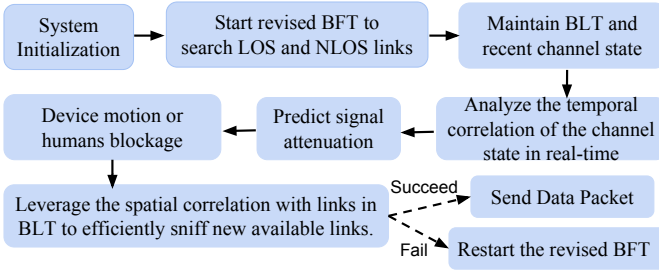 System
Initialization
Start revised BFT to
search LOS and NLOS links
Maintain BLT and
recent channel state
Analyze the temporal
correlation of the channel
state in real-time
Predict signal
attenuation
Device motion or
humans blockage
Leverage the spatial correlation with links in
BLT to efficiently sniff new available links.
Succeed
Send Data Packet
Fail
Restart the revised BFT